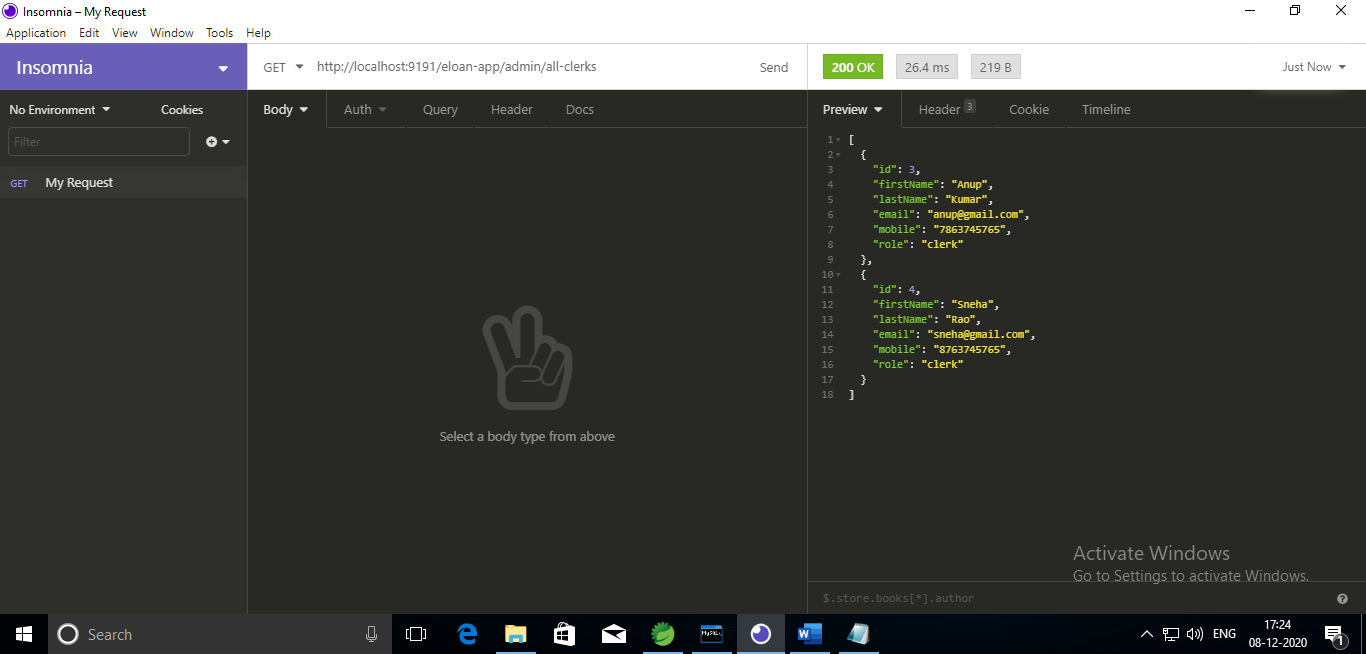 Insomnia – My Request
Application Edit View Window Tools Help
Insomnia
GET http://localhost:9191/eloan-app/admin/all-clerks Send
200 OK 26.4 ms 219 B Just Now
No Environment Cookies
Body Auth Query Header Docs
Preview Header 3 Cookie Timeline
Filter
GET My Request
Select a body type from above
1 [
2 {
3 "id": 3,
4 "firstName": "Anup",
5 "lastName": "Kumar",
6 "email": "anup@gmail.com",
7 "mobile": "7863745765",
8 "role": "clerk"
9 },
10 {
11 "id": 4,
12 "firstName": "Sneha",
13 "lastName": "Rao",
14 "email": "sneha@gmail.com",
15 "mobile": "8763745765",
16 "role": "clerk"
17 }
18 ]
Activate Windows
Go to Settings to activate Windows.
$.store.books[*].author
Search
MySQL
ENG
17:24
08-12-2020
1